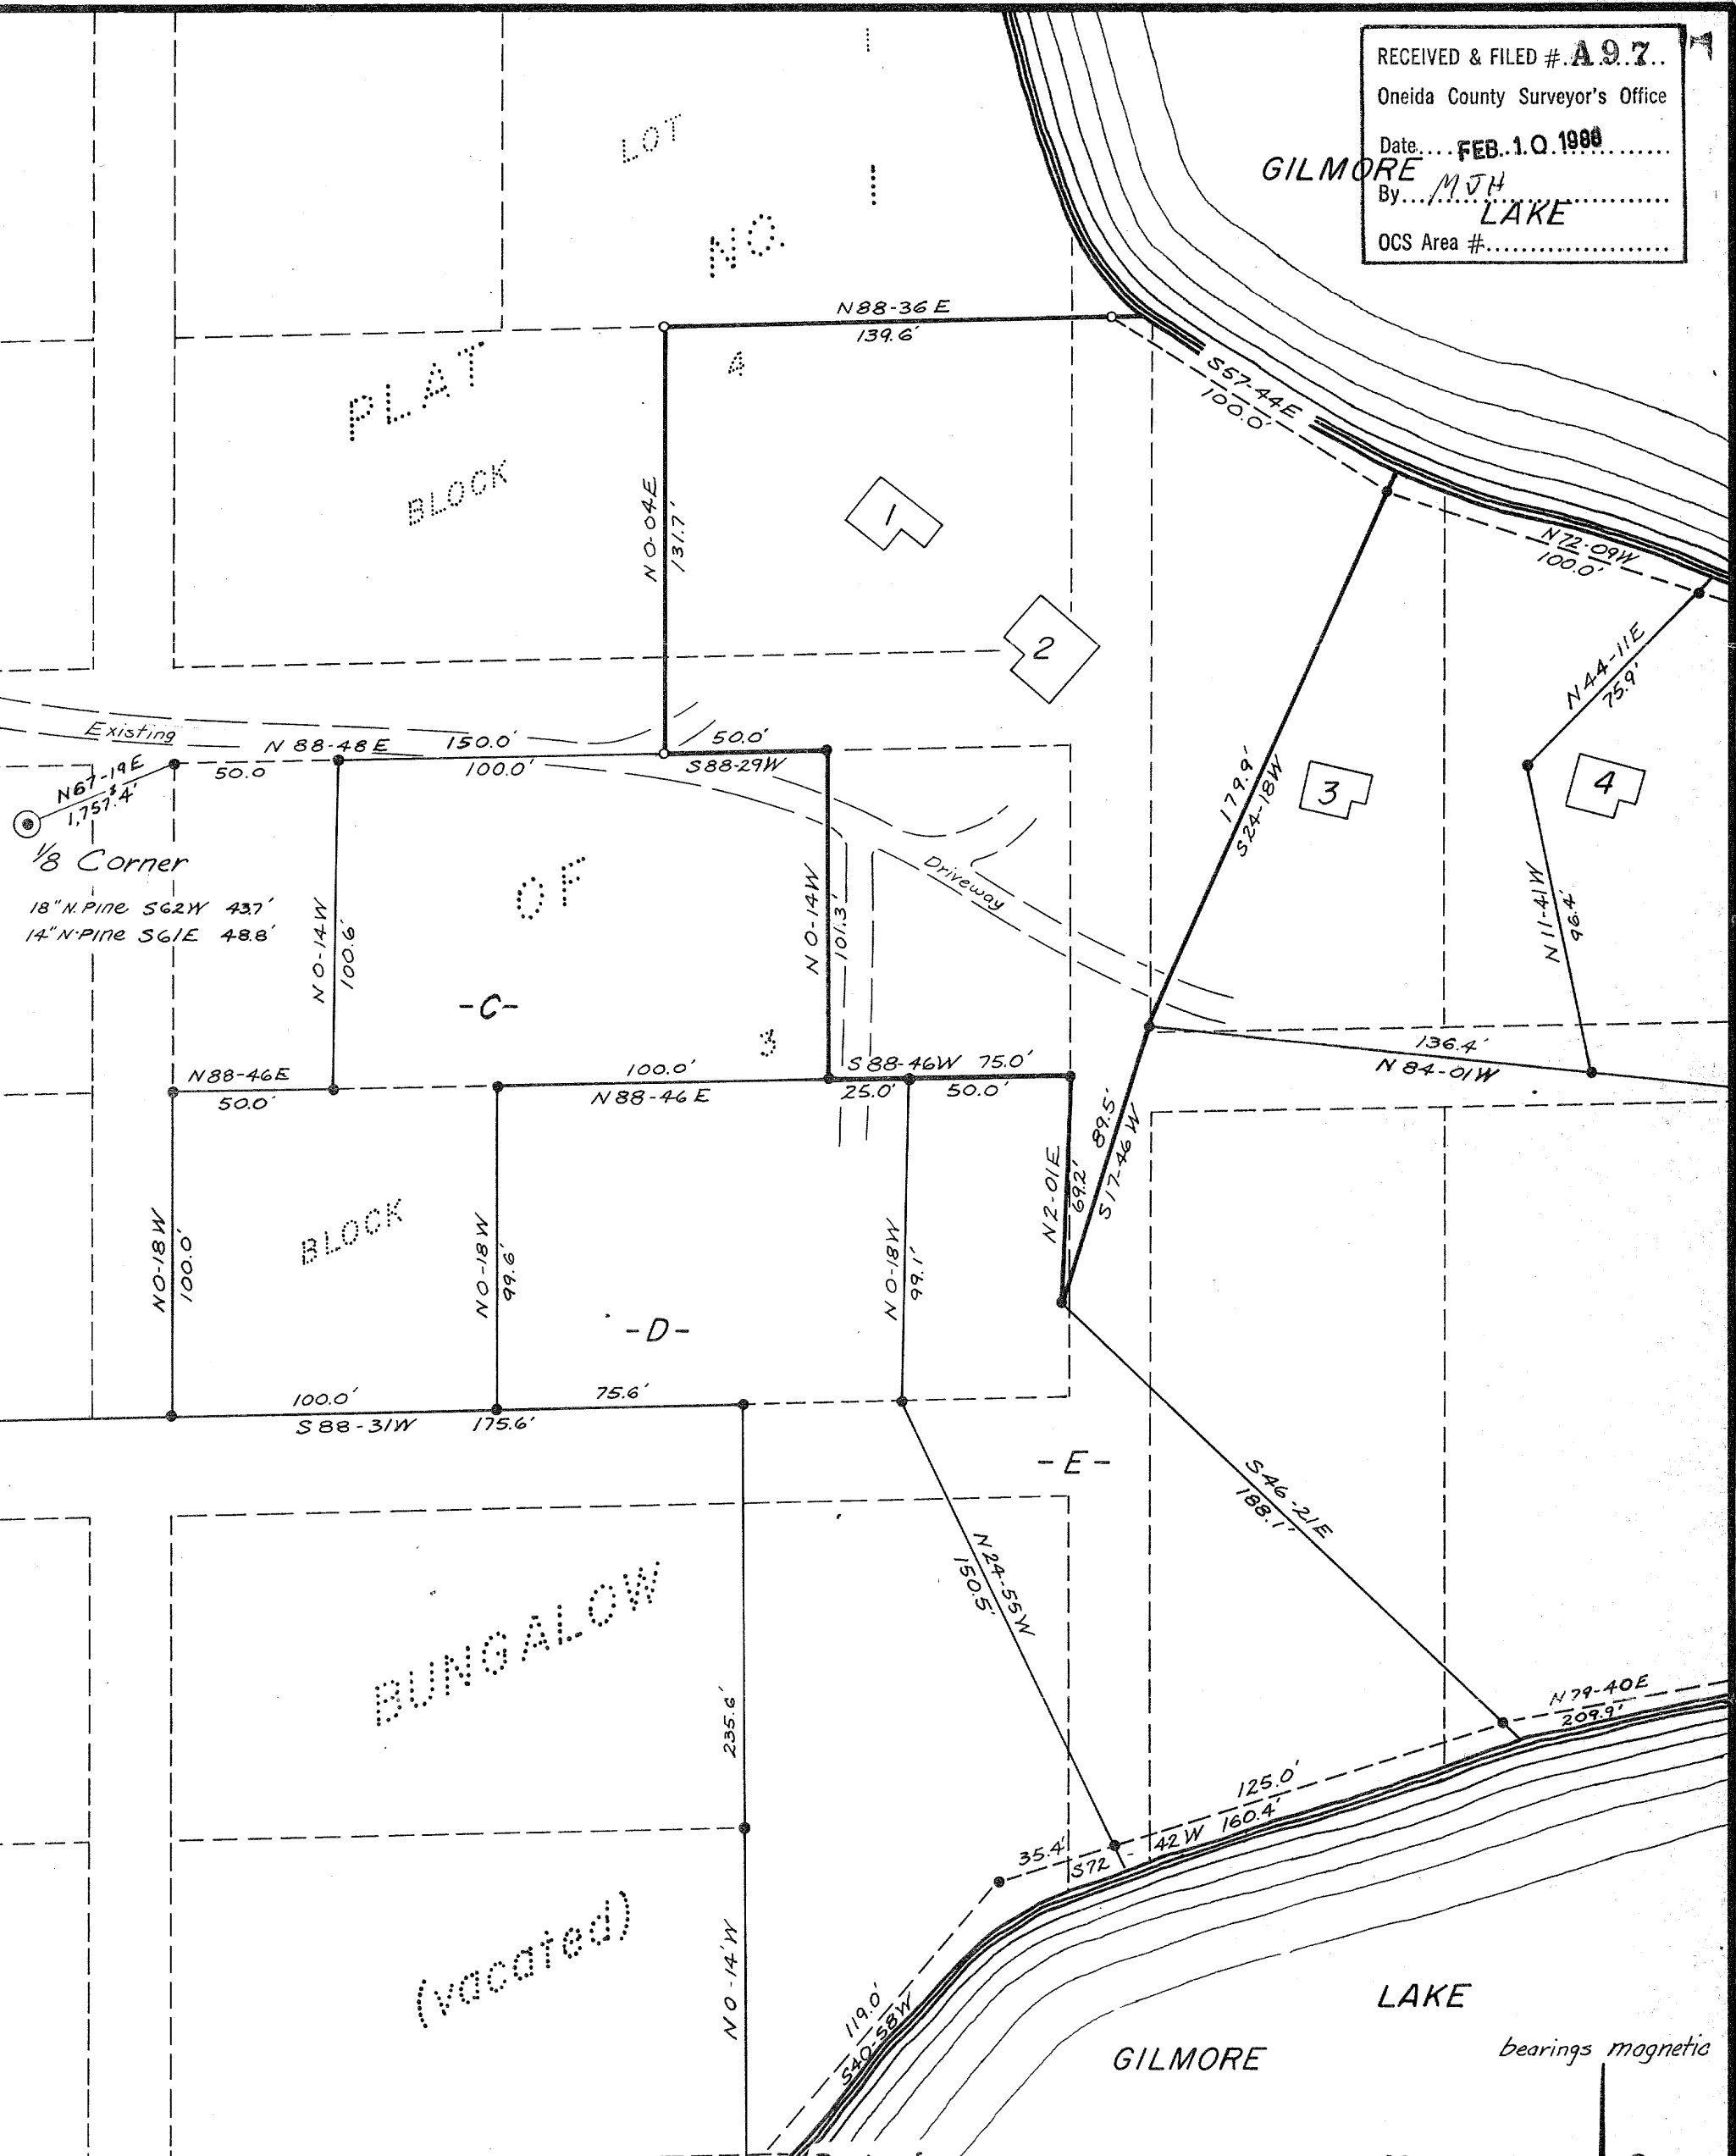 RECEIVED & FILED # A97
Oneida County Surveyor's Office
Date FEB. 10 1988
By MJH
OCS Area #
GILMORE
LAKE
LOT
1
NO.
1
N88-36E
139.6'
4
PLAT
BLOCK
N0-04E
131.7'
1
2
S57-44E
100.0'
N72-09W
100.0'
N44-11E
75.9'
Existing
N 88-48 E
150.0'
50.0'
50.0
100.0'
S88-29W
N67-19E
1,757.4'
1/8 Corner
18" N.Pine S62W 43.7'
14" N.Pine S61E 48.8'
179.9'
S24-18W
3
4
N0-14W
100.6'
OF
N0-14W
101.3'
Driveway
N11-41W
96.4'
-C-
3
136.4'
N 84-01W
N88-46E
50.0'
100.0'
N88-46 E
S88-46W 75.0'
25.0'
50.0'
89.5'
S17-46W
N2-01E
69.2'
N0-18W
100.0'
BLOCK
N0-18W
99.6'
N0-18W
99.1'
-D-
100.0'
75.6'
S88-31W
175.6'
-E-
S46-21E
188.1'
N24-55W
150.5'
BUNGALOW
235.6'
N0-14'W
N79-40E
209.9'
125.0'
160.4'
35.4'
S72-42W
(vacated)
119.0'
S40-58W
LAKE
GILMORE
bearings magnetic